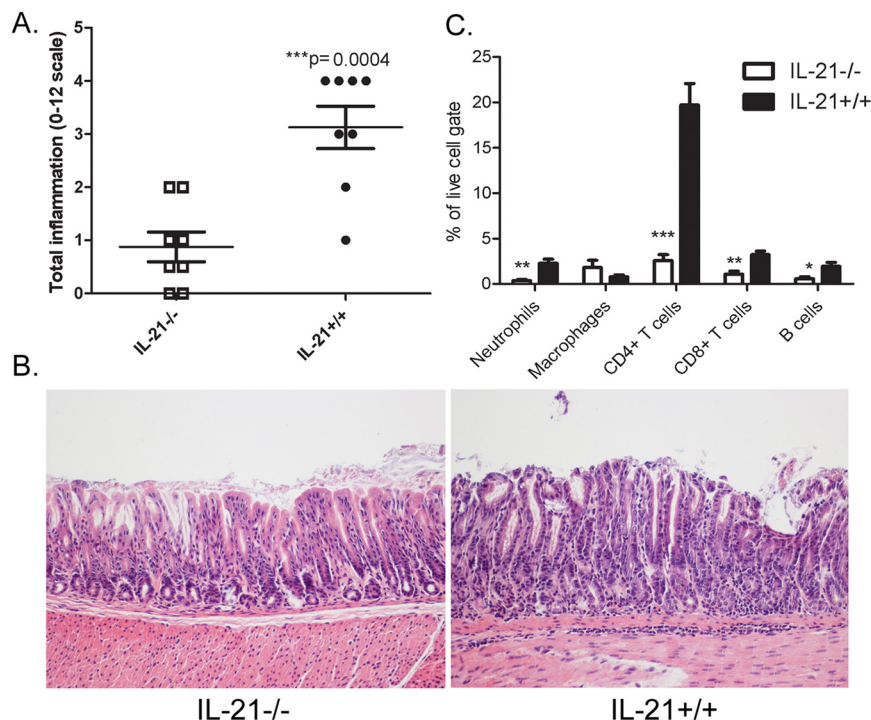 A.
Total inflammation (0-12 scale)
5
4
3
2
1
0
***p= 0.0004
IL-21-/-
IL-21+/+
C.
% of live cell gate
25
20
15
10
5
0
IL-21-/-
IL-21+/+
**
***
**
*
Neutrophils
Macrophages
CD4+ T cells
CD8+ T cells
B cells
B.
IL-21-/-
IL-21+/+